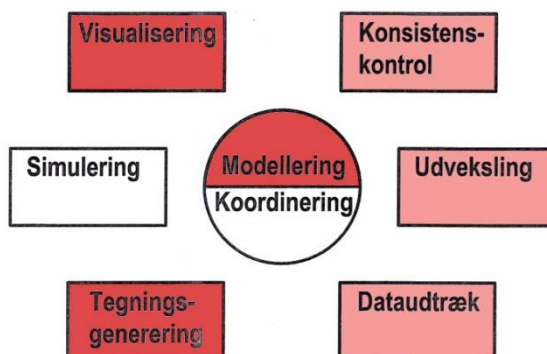 Visualisering
Konsistens-
kontrol
Simulering
Modellering
Koordinering
Udveksling
Tegnings-
generering
Dataudtræk